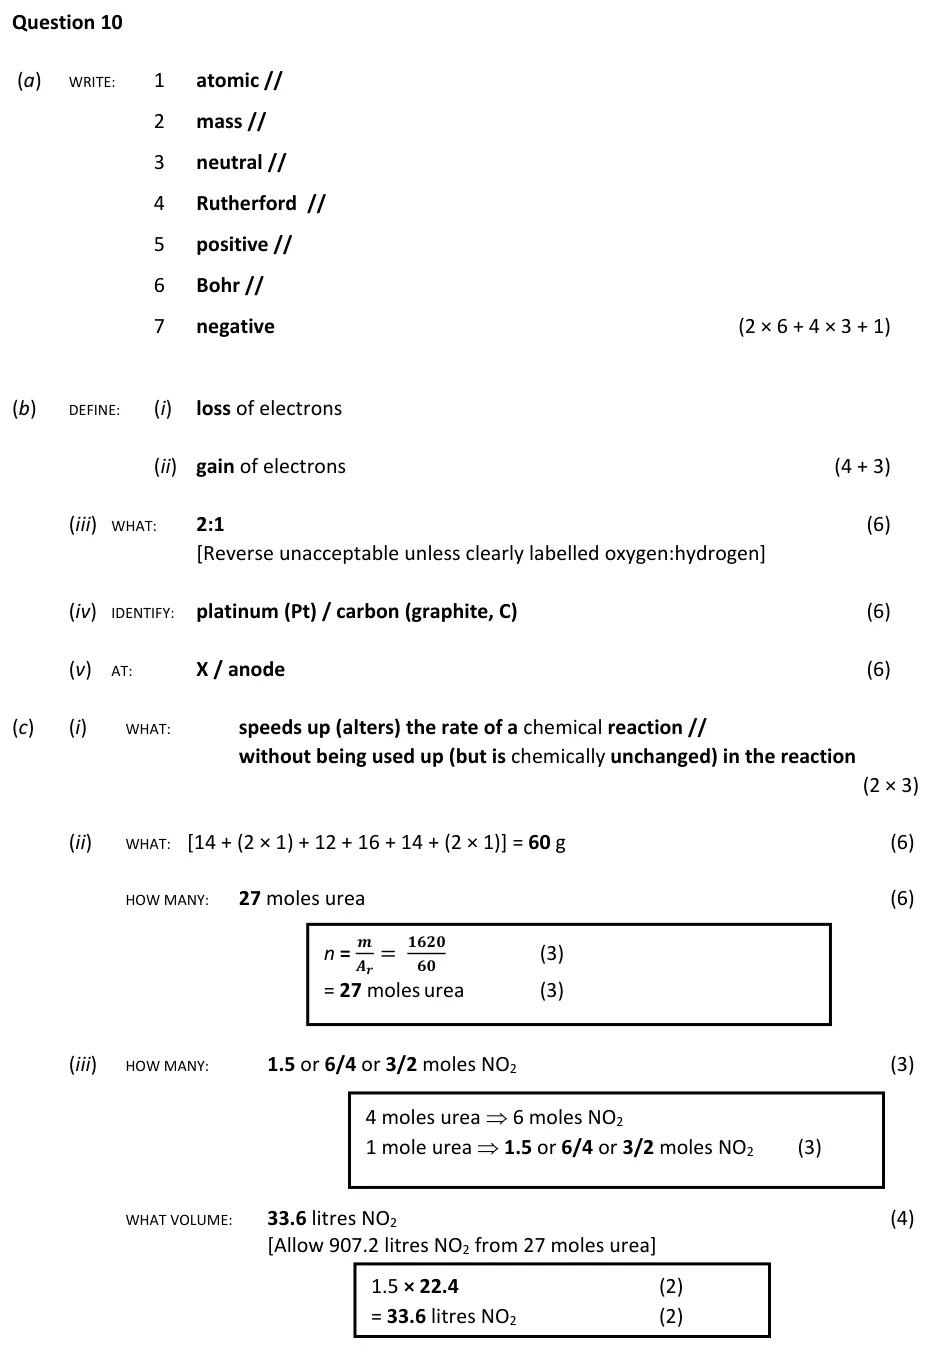 Question 10
(a) WRITE: 1 atomic //
2 mass //
3 neutral //
4 Rutherford //
5 positive //
6 Bohr //
7 negative (2 × 6 + 4 × 3 + 1)
(b) DEFINE: (i) loss of electrons
(ii) gain of electrons (4 + 3)
(iii) WHAT: 2:1 (6)
[Reverse unacceptable unless clearly labelled oxygen:hydrogen]
(iv) IDENTIFY: platinum (Pt) / carbon (graphite, C) (6)
(v) AT: X / anode (6)
(c) (i) WHAT: speeds up (alters) the rate of a chemical reaction //
without being used up (but is chemically unchanged) in the reaction
(2 × 3)
(ii) WHAT: [14 + (2 × 1) + 12 + 16 + 14 + (2 × 1)] = 60 g (6)
HOW MANY: 27 moles urea (6)
n = m/Aᵣ = 1620/60 (3)
= 27 moles urea (3)
(iii) HOW MANY: 1.5 or 6/4 or 3/2 moles NO₂ (3)
4 moles urea ⇒ 6 moles NO₂
1 mole urea ⇒ 1.5 or 6/4 or 3/2 moles NO₂ (3)
WHAT VOLUME: 33.6 litres NO₂ (4)
[Allow 907.2 litres NO₂ from 27 moles urea]
1.5 × 22.4 (2)
= 33.6 litres NO₂ (2)